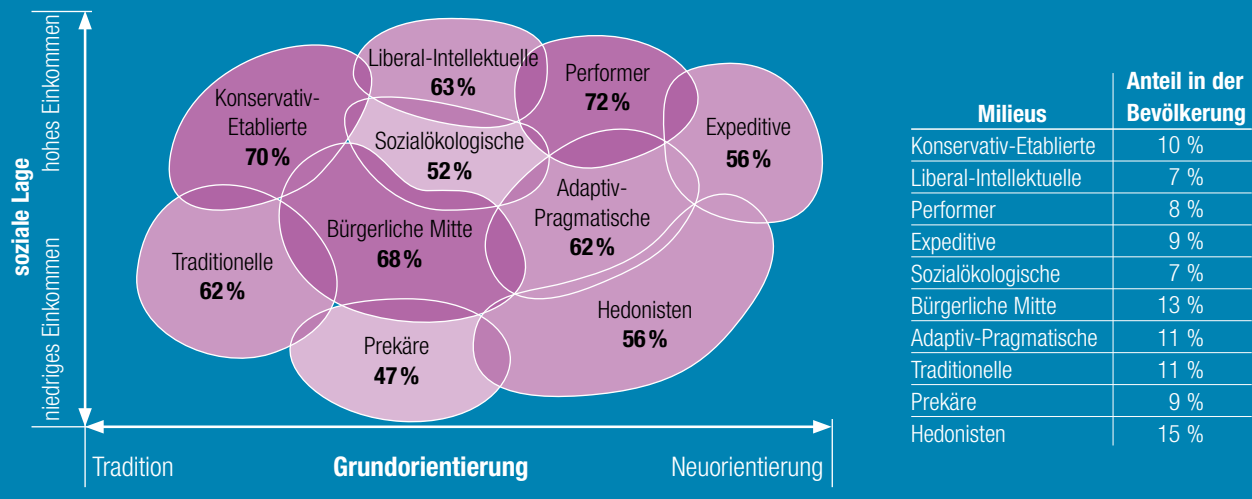 soziale Lage
hohes Einkommen
niedriges Einkommen
Liberal-Intellektuelle
63 %
Performer
72 %
Konservativ-
Etablierte
70 %
Sozialökologische
52 %
Expeditive
56 %
Adaptiv-
Pragmatische
62 %
Bürgerliche Mitte
68 %
Traditionelle
62 %
Hedonisten
56 %
Prekäre
47 %
Tradition
Grundorientierung
Neuorientierung
Milieus
Anteil in der
Bevölkerung
Konservativ-Etablierte 10 %
Liberal-Intellektuelle 7 %
Performer 8 %
Expeditive 9 %
Sozialökologische 7 %
Bürgerliche Mitte 13 %
Adaptiv-Pragmatische 11 %
Traditionelle 11 %
Prekäre 9 %
Hedonisten 15 %